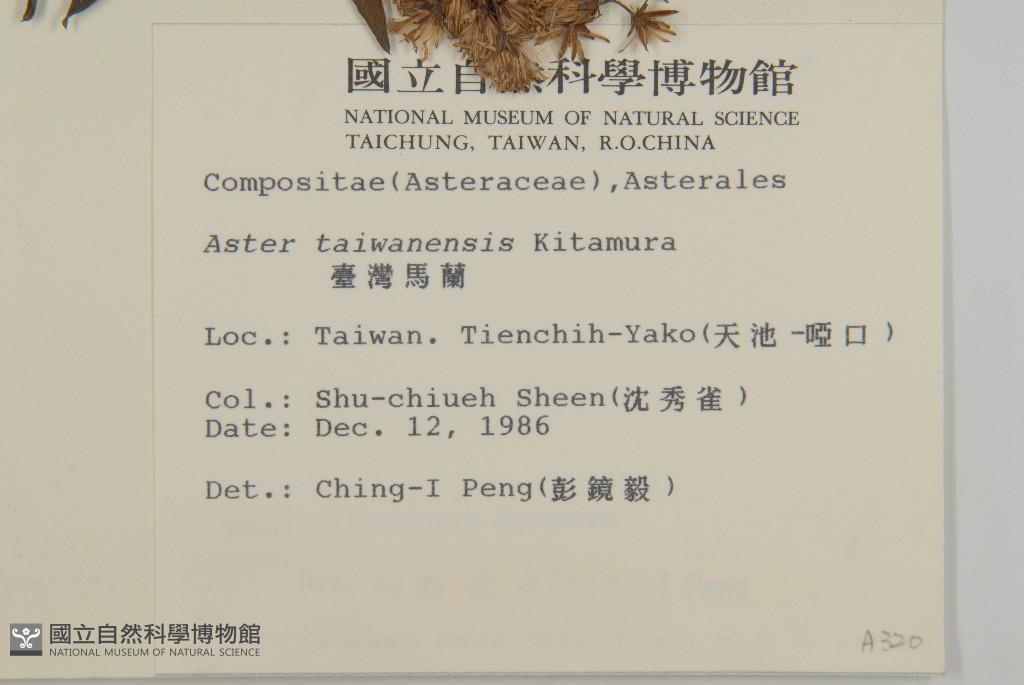 國立自然科學博物館
NATIONAL MUSEUM OF NATURAL SCIENCE
TAICHUNG, TAIWAN, R.O.CHINA
Compositae(Asteraceae),Asterales
Aster taiwanensis Kitamura
臺灣馬蘭
Loc.: Taiwan. Tienchih-Yako(天池-啞口)
Col.: Shu-chiueh Sheen(沈秀雀)
Date: Dec. 12, 1986
Det.: Ching-I Peng(彭鏡毅)
taiwanensis Kitamura
Peng
A320
國立自然科學博物館
NATIONAL MUSEUM OF NATURAL SCIENCE